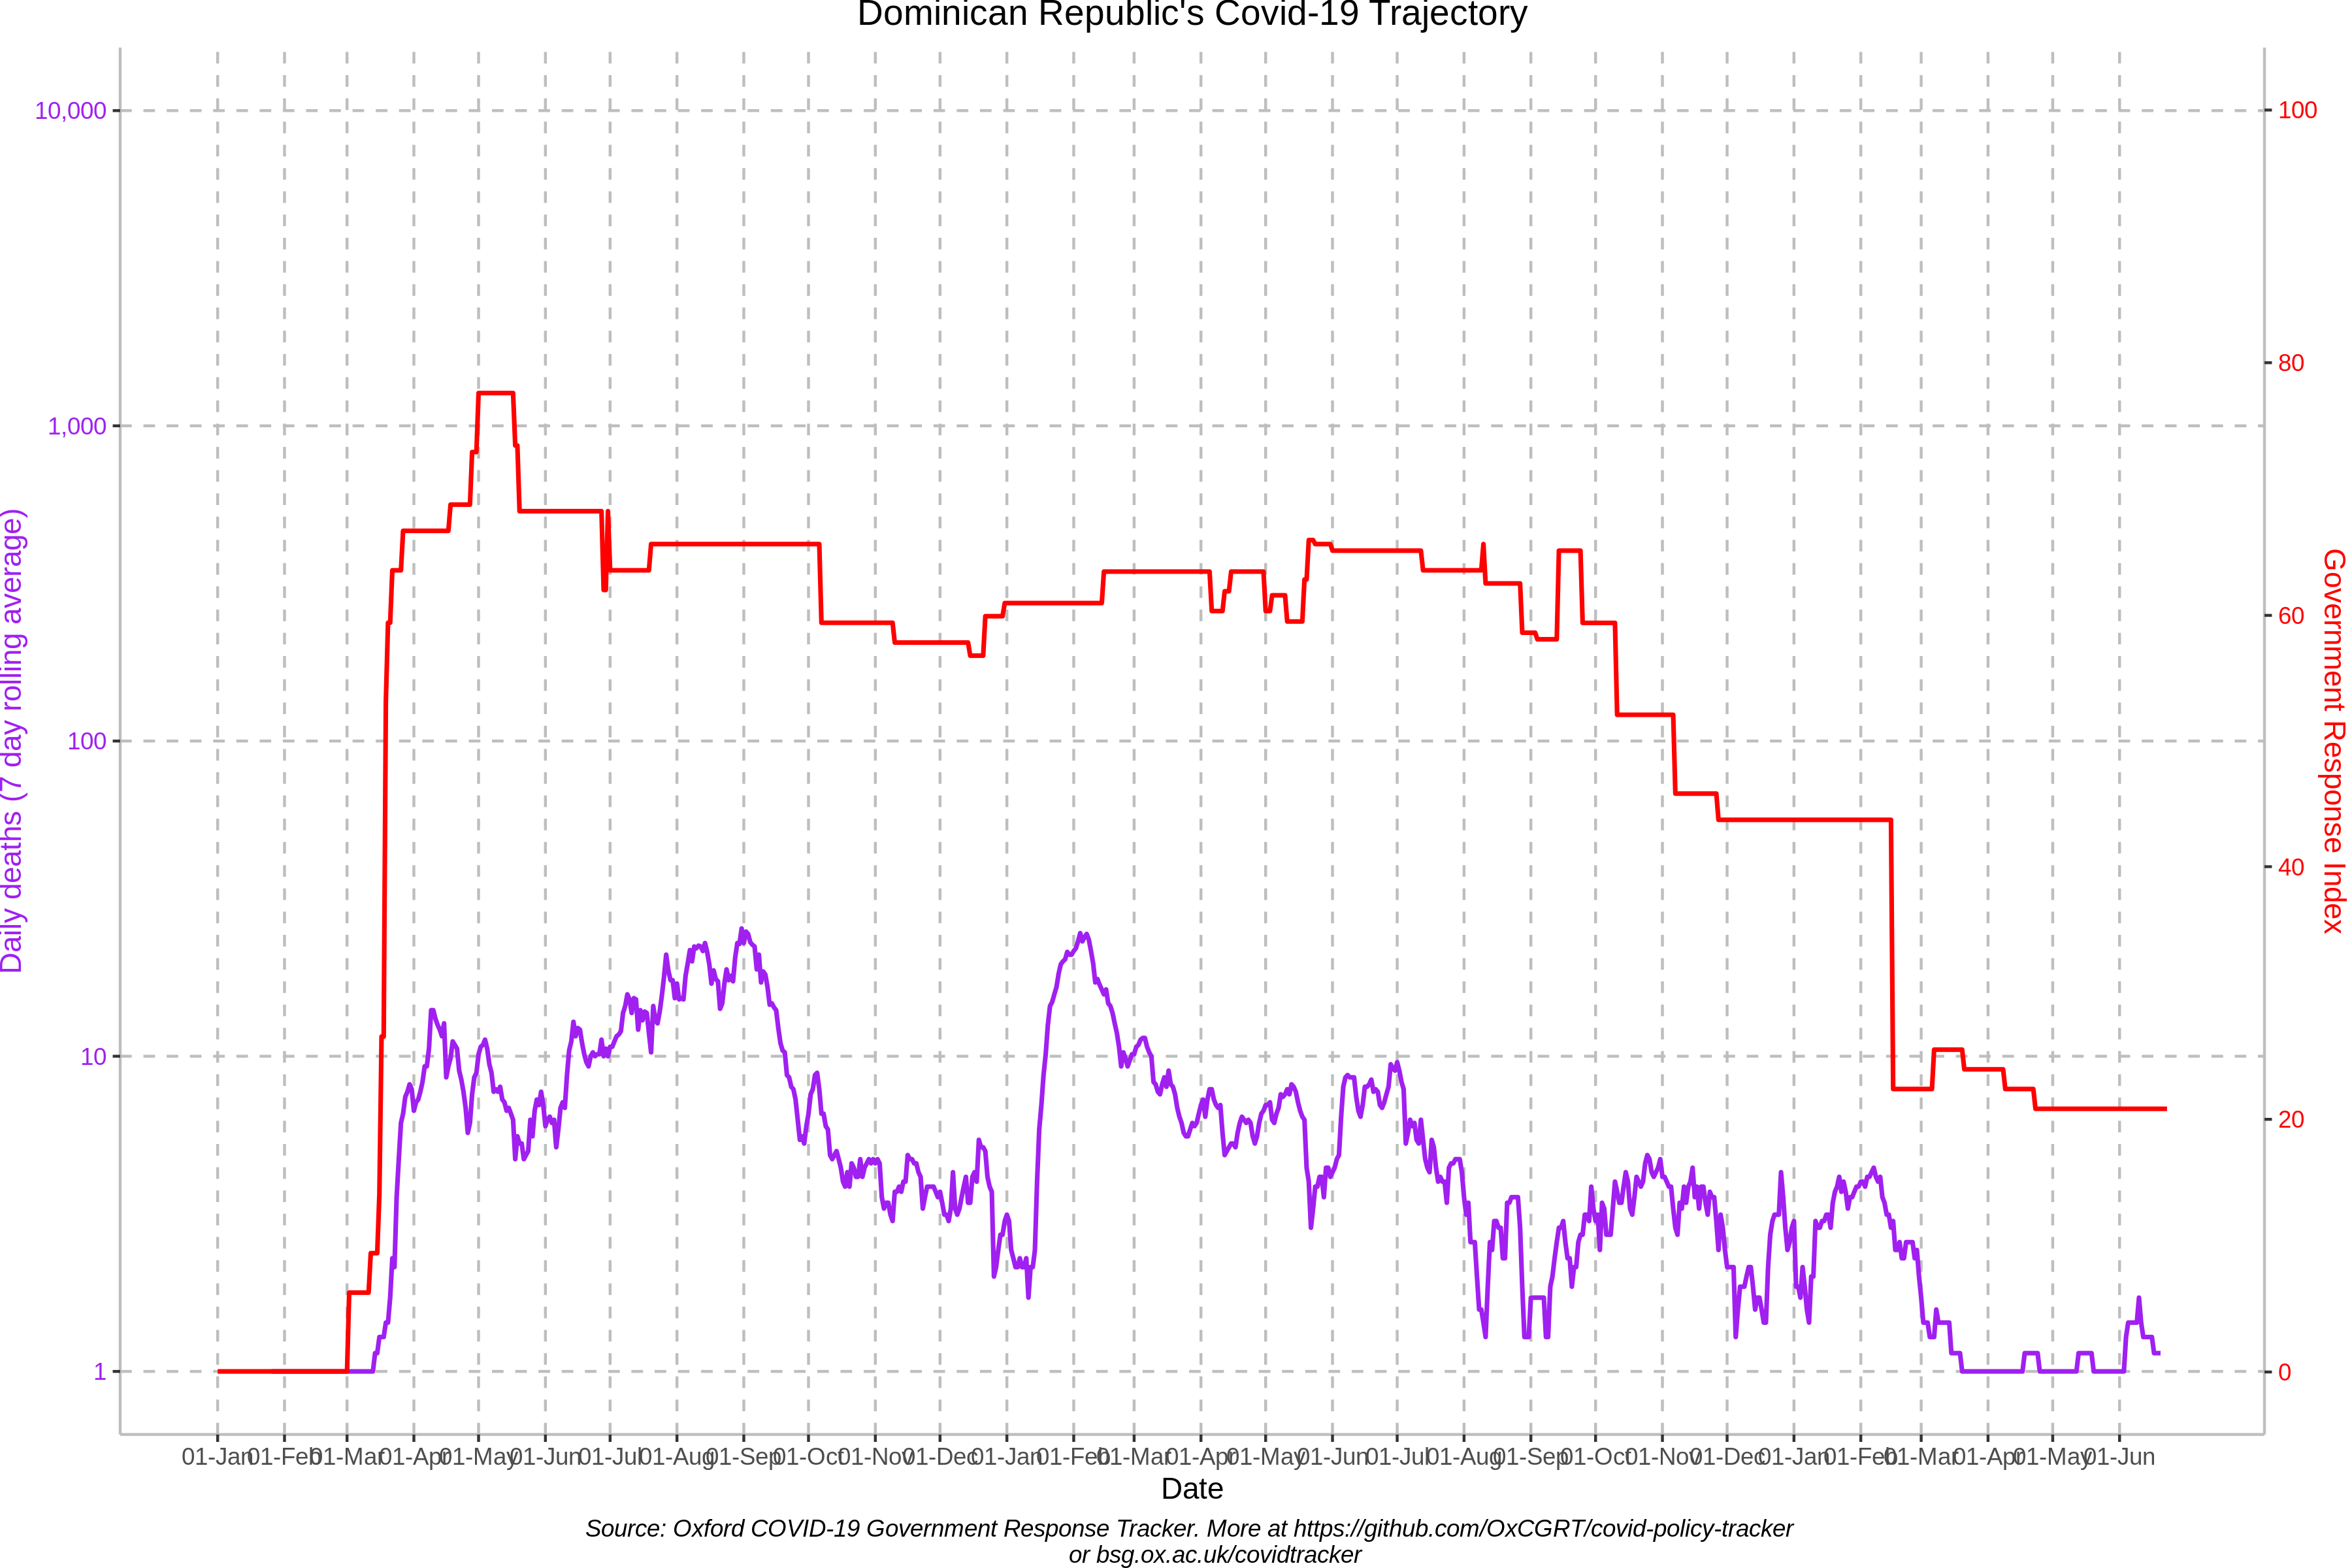 Dominican Republic's Covid-19 Trajectory
10,000
1,000
100
10
1
Daily deaths (7 day rolling average)
100
80
60
40
20
0
Government Response Index
01-Jan 01-Feb 01-Mar 01-Apr 01-May 01-Jun 01-Jul 01-Aug 01-Sep 01-Oct 01-Nov 01-Dec 01-Jan 01-Feb 01-Mar 01-Apr 01-May 01-Jun 01-Jul 01-Aug 01-Sep 01-Oct 01-Nov 01-Dec 01-Jan 01-Feb 01-Mar 01-Apr 01-May 01-Jun
Date
Source: Oxford COVID-19 Government Response Tracker. More at https://github.com/OxCGRT/covid-policy-tracker
or bsg.ox.ac.uk/covidtracker